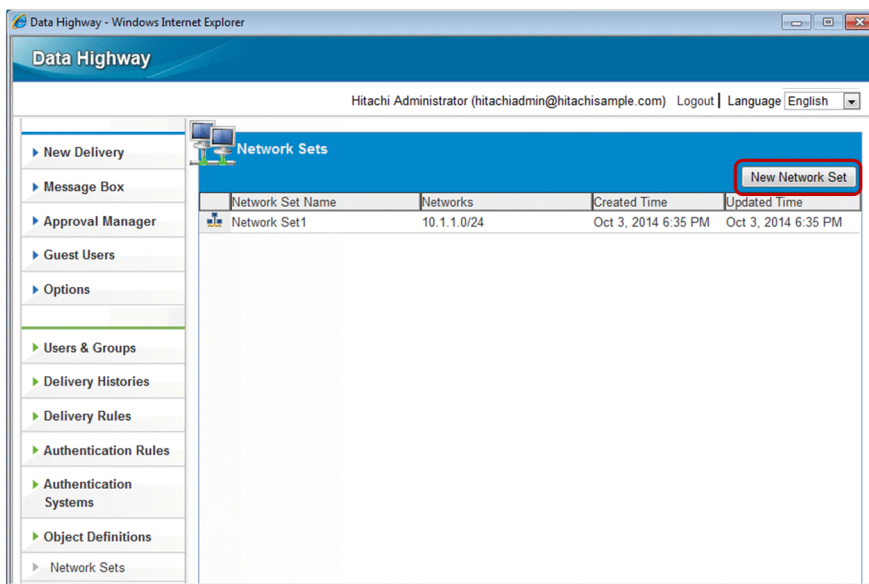 Data Highway - Windows Internet Explorer
Data Highway
Hitachi Administrator (hitachiadmin@hitachisample.com) Logout | Language English
New Delivery
Message Box
Approval Manager
Guest Users
Options
Users & Groups
Delivery Histories
Delivery Rules
Authentication Rules
Authentication
Systems
Object Definitions
Network Sets
Network Sets
New Network Set
Network Set Name Networks Created Time Updated Time
Network Set1 10.1.1.0/24 Oct 3, 2014 6:35 PM Oct 3, 2014 6:35 PM